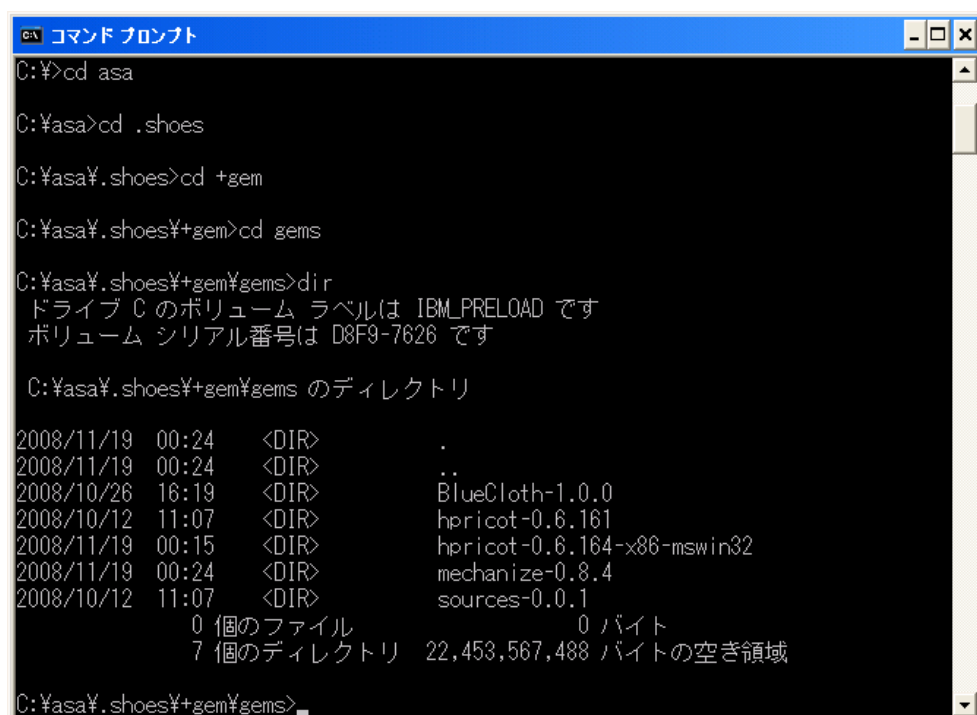 コマンド プロンプト
C:¥>cd asa
C:¥asa>cd .shoes
C:¥asa¥.shoes>cd +gem
C:¥asa¥.shoes¥+gem>cd gems
C:¥asa¥.shoes¥+gem¥gems>dir
ドライブ C のボリューム ラベルは IBM_PRELOAD です
ボリューム シリアル番号は D8F9-7626 です
C:¥asa¥.shoes¥+gem¥gems のディレクトリ
2008/11/19 00:24 <DIR> .
2008/11/19 00:24 <DIR> ..
2008/10/26 16:19 <DIR> BlueCloth-1.0.0
2008/10/12 11:07 <DIR> hpricot-0.6.161
2008/11/19 00:15 <DIR> hpricot-0.6.164-x86-mswin32
2008/11/19 00:24 <DIR> mechanize-0.8.4
2008/10/12 11:07 <DIR> sources-0.0.1
0 個のファイル 0 バイト
7 個のディレクトリ 22,453,567,488 バイトの空き領域
C:¥asa¥.shoes¥+gem¥gems>_